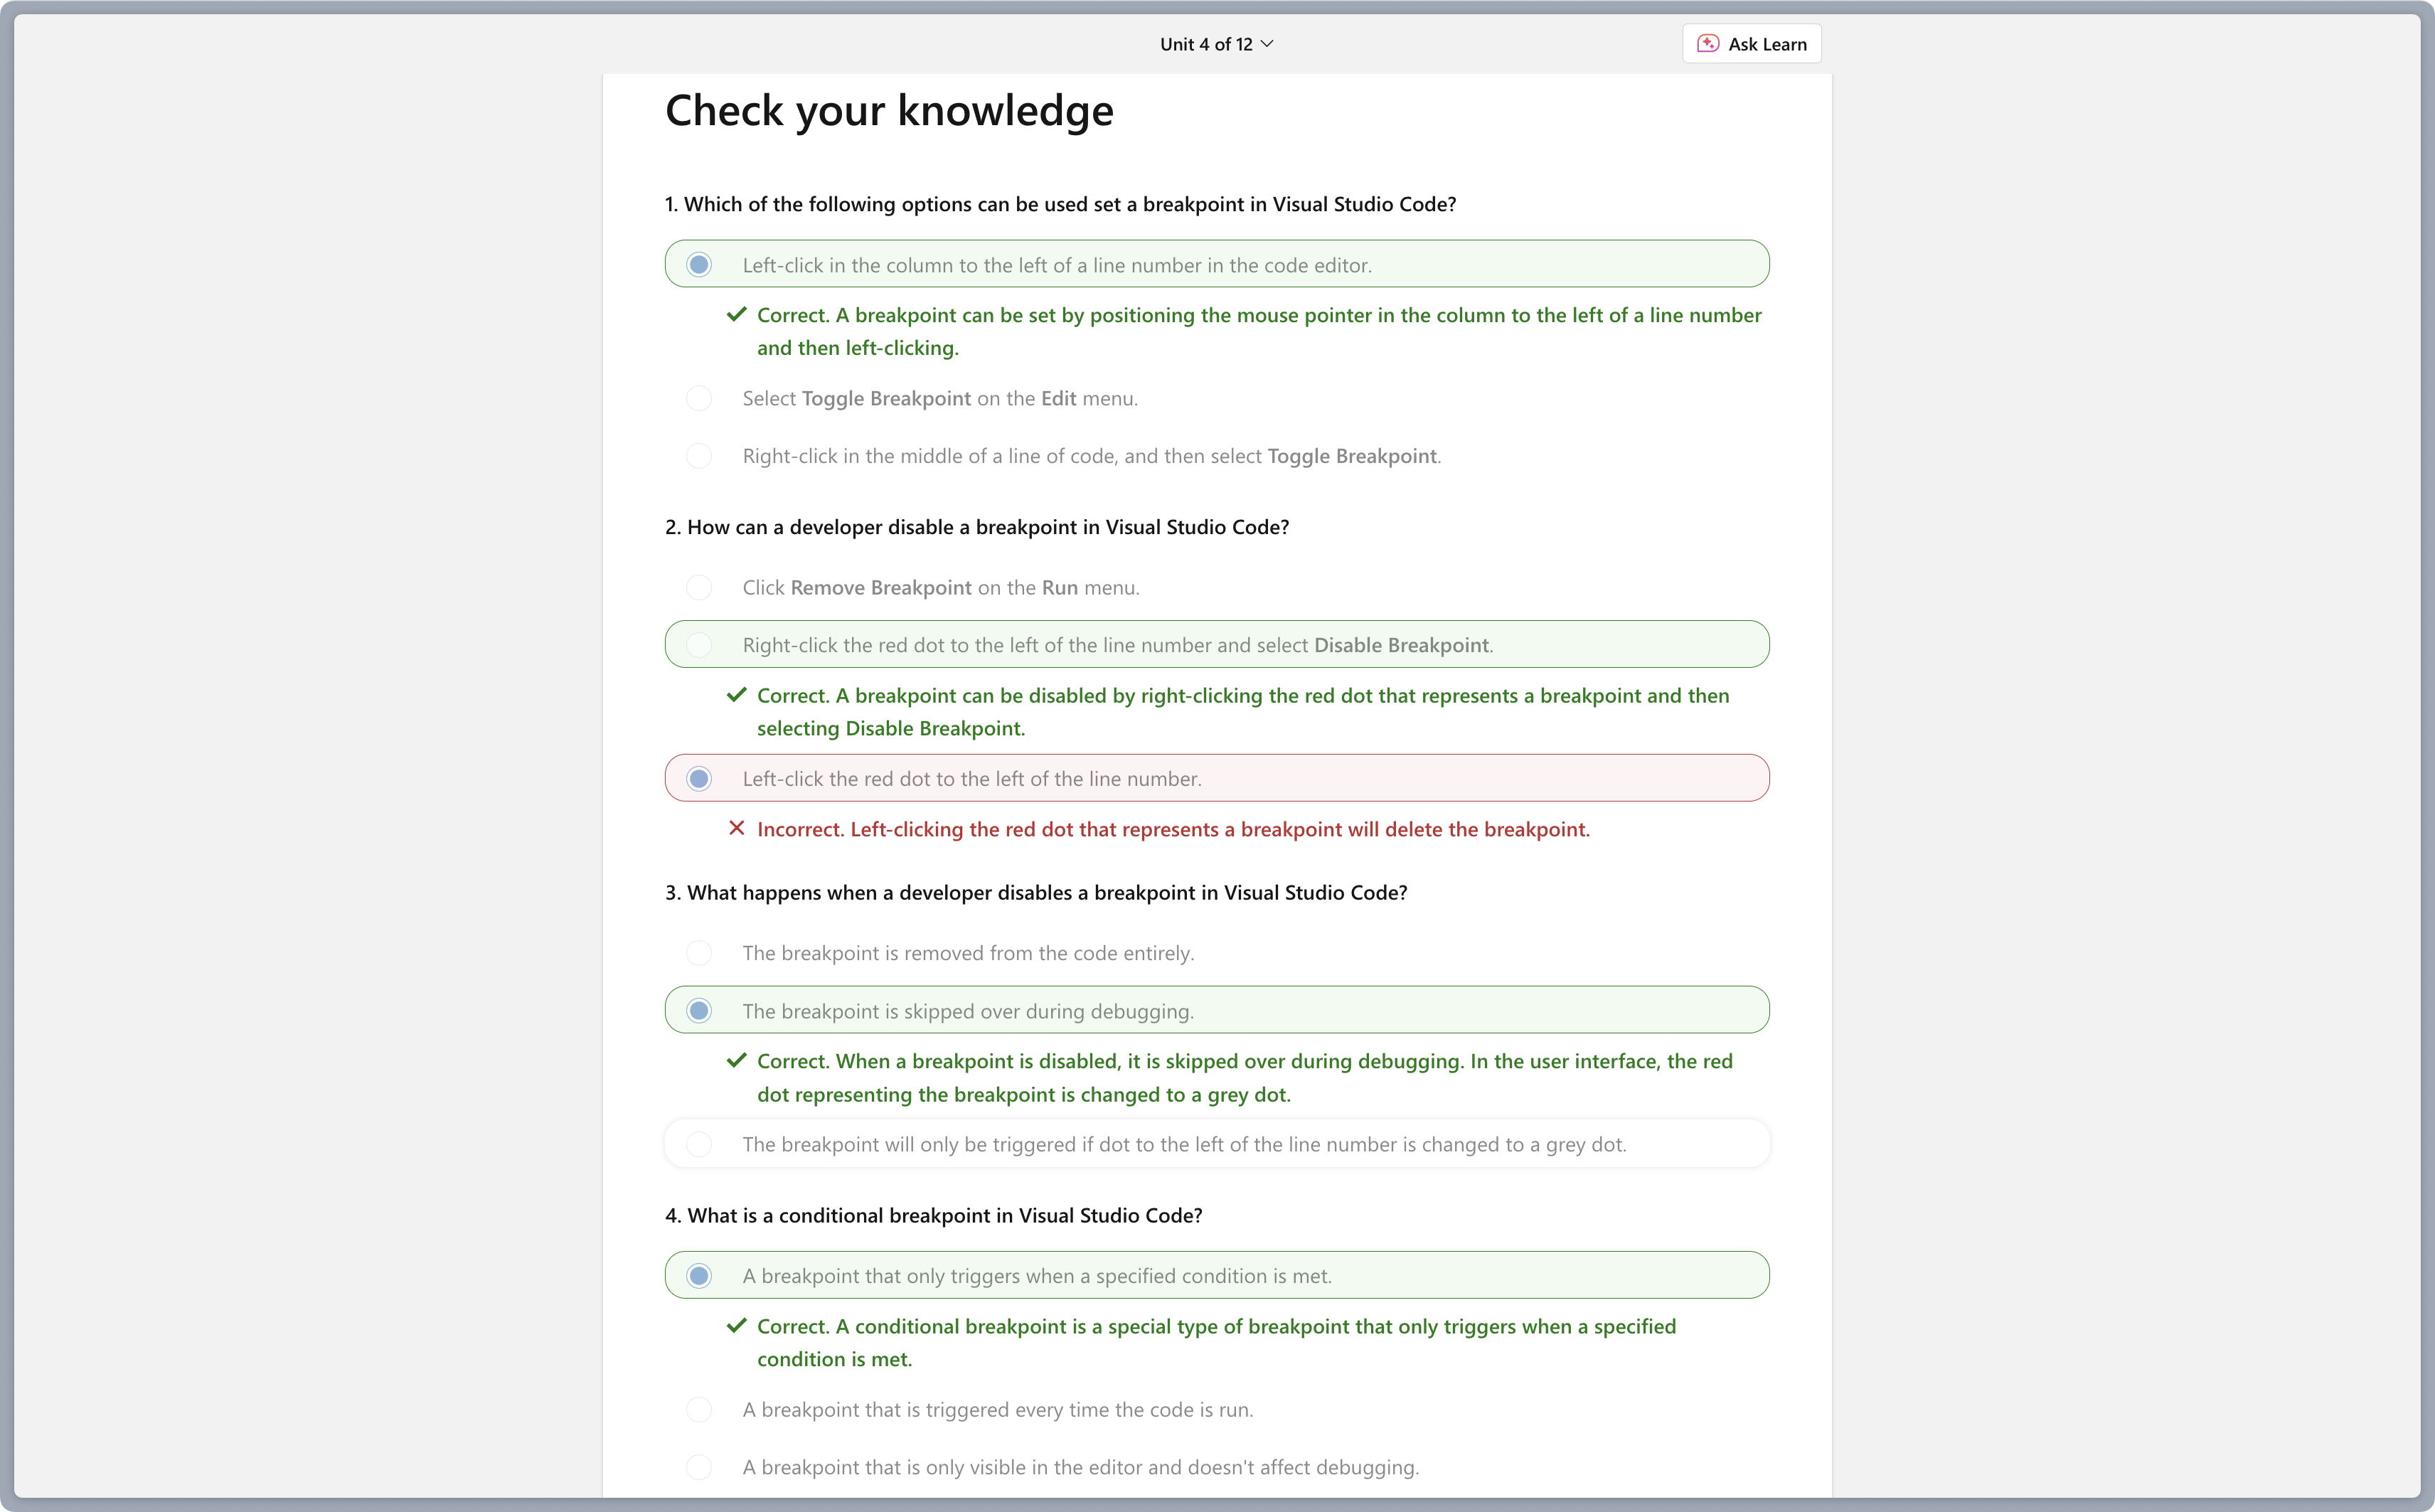 Unit 4 of 12
Ask Learn
Check your knowledge
1. Which of the following options can be used set a breakpoint in Visual Studio Code?
Left-click in the column to the left of a line number in the code editor.
Correct. A breakpoint can be set by positioning the mouse pointer in the column to the left of a line number
and then left-clicking.
Select Toggle Breakpoint on the Edit menu.
Right-click in the middle of a line of code, and then select Toggle Breakpoint.
2. How can a developer disable a breakpoint in Visual Studio Code?
Click Remove Breakpoint on the Run menu.
Right-click the red dot to the left of the line number and select Disable Breakpoint.
Correct. A breakpoint can be disabled by right-clicking the red dot that represents a breakpoint and then
selecting Disable Breakpoint.
Left-click the red dot to the left of the line number.
Incorrect. Left-clicking the red dot that represents a breakpoint will delete the breakpoint.
3. What happens when a developer disables a breakpoint in Visual Studio Code?
The breakpoint is removed from the code entirely.
The breakpoint is skipped over during debugging.
Correct. When a breakpoint is disabled, it is skipped over during debugging. In the user interface, the red
dot representing the breakpoint is changed to a grey dot.
The breakpoint will only be triggered if dot to the left of the line number is changed to a grey dot.
4. What is a conditional breakpoint in Visual Studio Code?
A breakpoint that only triggers when a specified condition is met.
Correct. A conditional breakpoint is a special type of breakpoint that only triggers when a specified
condition is met.
A breakpoint that is triggered every time the code is run.
A breakpoint that is only visible in the editor and doesn't affect debugging.